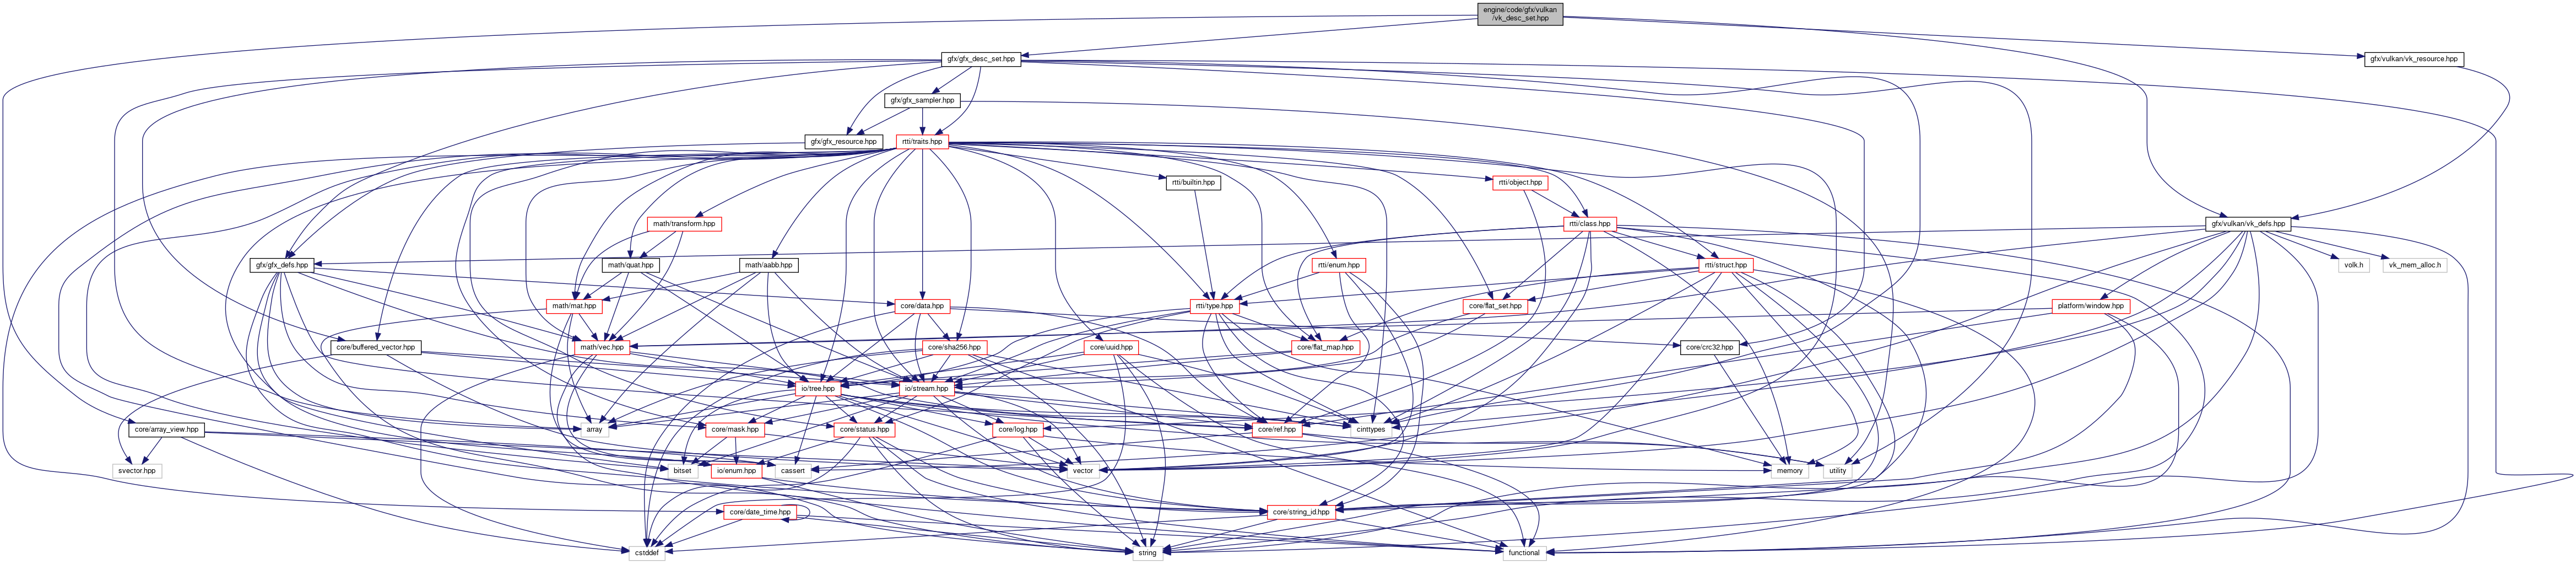 engine/code/gfx/vulkan
/vk_desc_set.hpp
gfx/gfx_desc_set.hpp
gfx/vulkan/vk_resource.hpp
gfx/gfx_sampler.hpp
gfx/gfx_resource.hpp
rtti/traits.hpp
rtti/builtin.hpp
rtti/object.hpp
math/transform.hpp
rtti/class.hpp
gfx/vulkan/vk_defs.hpp
gfx/gfx_defs.hpp
math/quat.hpp
math/aabb.hpp
rtti/enum.hpp
rtti/struct.hpp
volk.h
vk_mem_alloc.h
math/mat.hpp
core/data.hpp
rtti/type.hpp
core/flat_set.hpp
platform/window.hpp
core/buffered_vector.hpp
math/vec.hpp
core/sha256.hpp
core/uuid.hpp
core/flat_map.hpp
core/crc32.hpp
io/tree.hpp
io/stream.hpp
core/array_view.hpp
array
core/mask.hpp
core/status.hpp
core/log.hpp
core/ref.hpp
cinttypes
svector.hpp
bitset
io/enum.hpp
cassert
vector
memory
utility
core/date_time.hpp
core/string_id.hpp
cstddef
string
functional